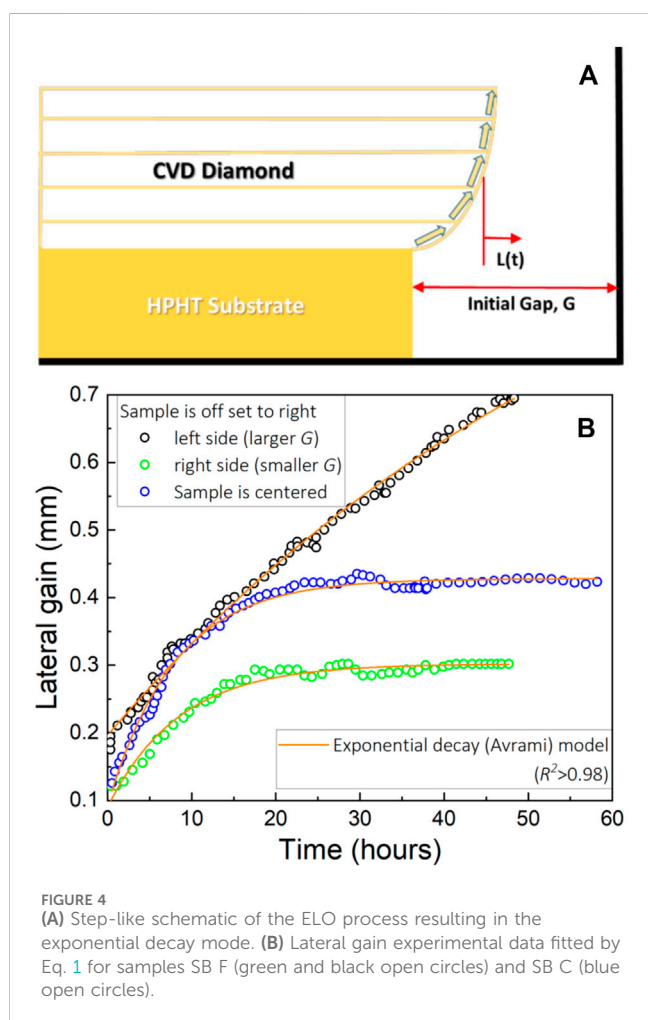 A
CVD Diamond
L(t)
HPHT Substrate
Initial Gap, G
B
0.7
0.6
0.5
0.4
0.3
0.2
0.1
Lateral gain (mm)
Sample is off set to right
left side (larger G)
right side (smaller G)
Sample is centered
Exponential decay (Avrami) model
(R²>0.98)
0 10 20 30 40 50 60
Time (hours)
FIGURE 4
(A) Step-like schematic of the ELO process resulting in the
exponential decay mode. (B) Lateral gain experimental data fitted by
Eq. 1 for samples SB F (green and black open circles) and SB C (blue
open circles).